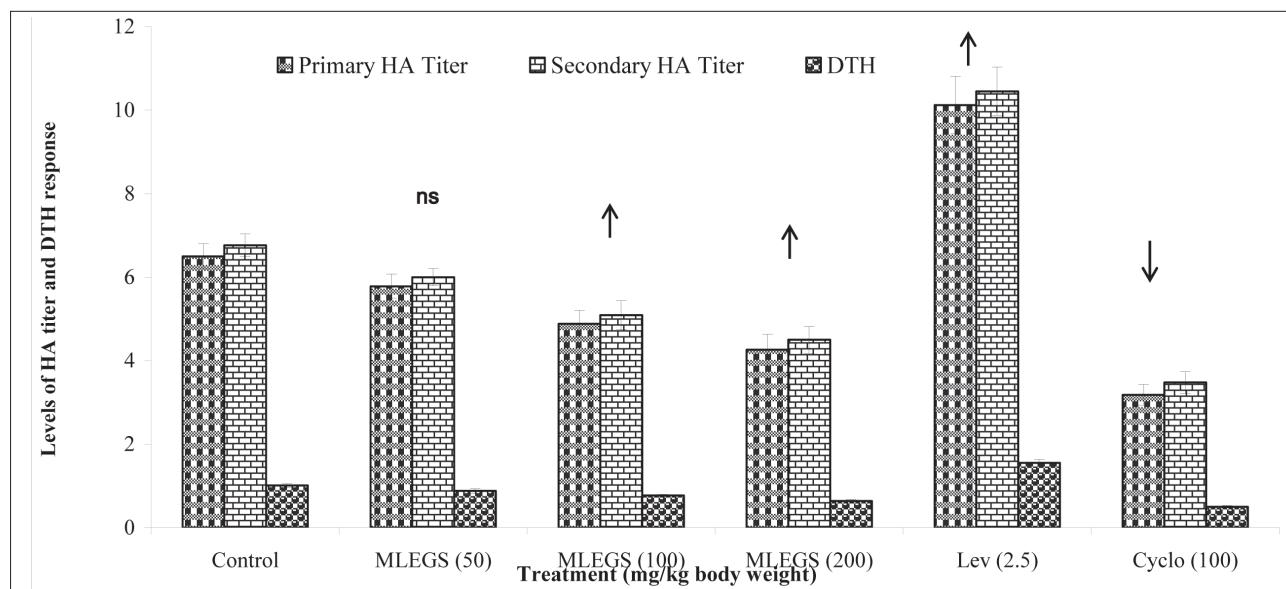 12
Primary HA Titer Secondary HA Titer DTH
10
8
ns
6
4
2
0
Levels of HA titer and DTH response
Control MLEGS (50) MLEGS (100) MLEGS (200) Lev (2.5) Cyclo (100)
Treatment (mg/kg body weight)